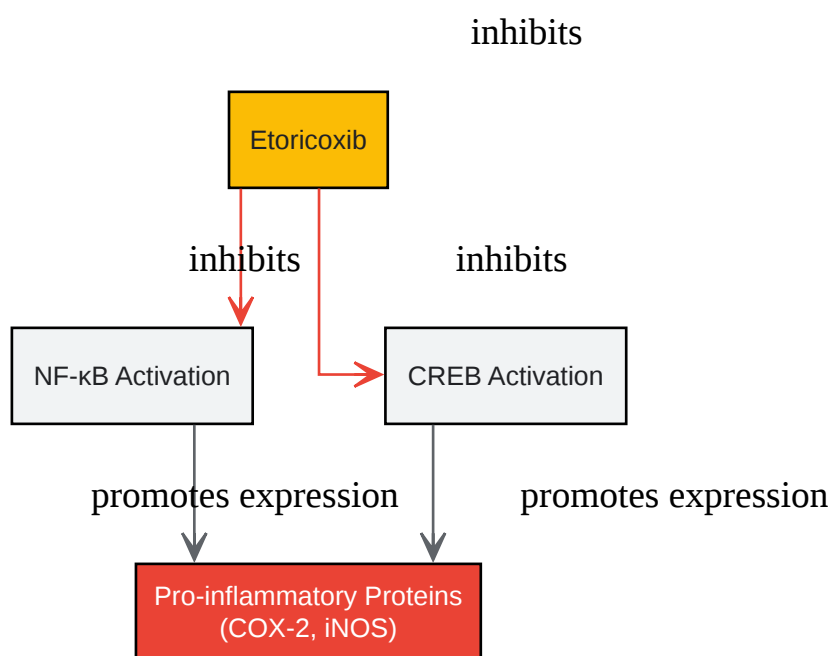 inhibits
Etoricoxib
inhibits
inhibits
NF-κB Activation
CREB Activation
promotes expression
promotes expression
Pro-inflammatory Proteins
(COX-2, iNOS)